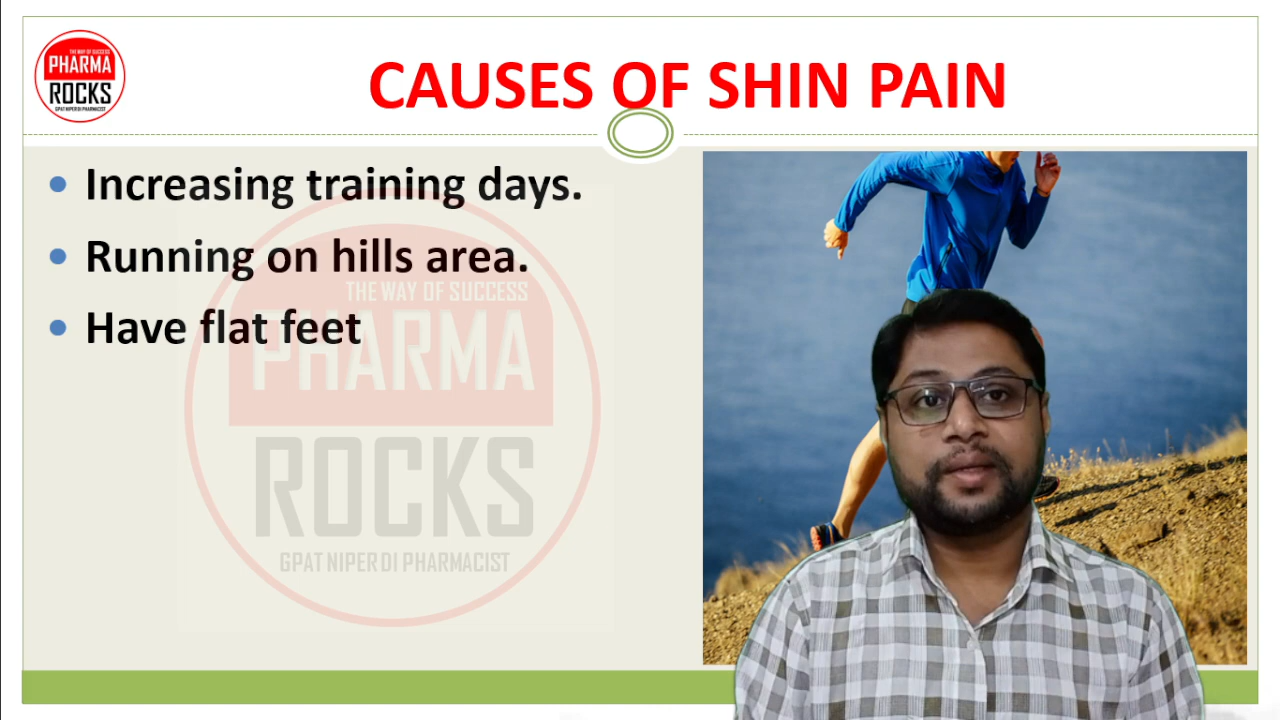 THE WAY OF SUCCESS
PHARMA
ROCKS
GPAT NIPER DI PHARMACIST
CAUSES OF SHIN PAIN
• Increasing training days.
• Running on hills area.
• Have flat feet
THE WAY OF SUCCESS
PHARMA
ROCKS
GPAT NIPER DI PHARMACIST